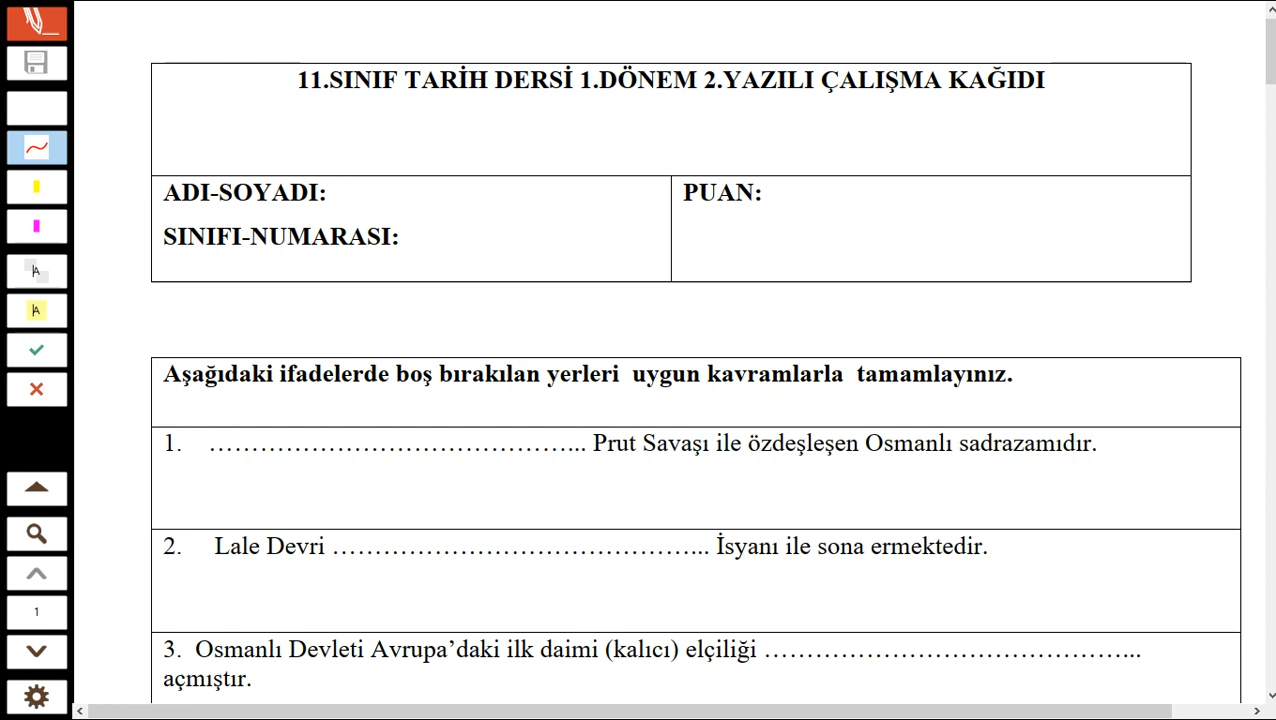 11.SINIF TARİH DERSİ 1.DÖNEM 2.YAZILI ÇALIŞMA KAĞIDI
ADI-SOYADI:
SINIFI-NUMARASI:
PUAN:
Aşağıdaki ifadelerde boş bırakılan yerleri uygun kavramlarla tamamlayınız.
1. …………………………………….. Prut Savaşı ile özdeşleşen Osmanlı sadrazamıdır.
2. Lale Devri …………………………………….. İsyanı ile sona ermektedir.
3. Osmanlı Devleti Avrupa’daki ilk daimi (kalıcı) elçiliği ……………………………………..
açmıştır.
A
A
1